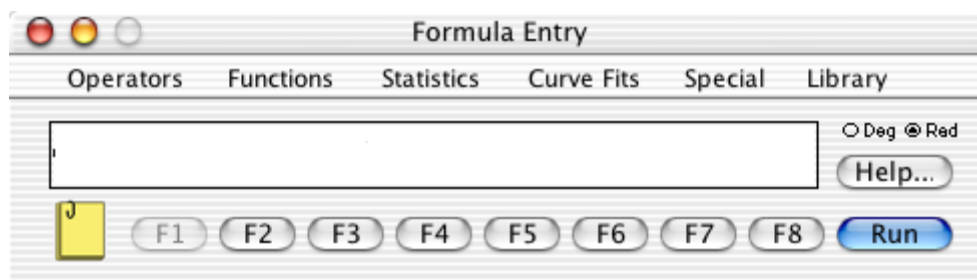 Formula Entry
Operators Functions Statistics Curve Fits Special Library
Deg Rad
Help...
F1 F2 F3 F4 F5 F6 F7 F8 Run